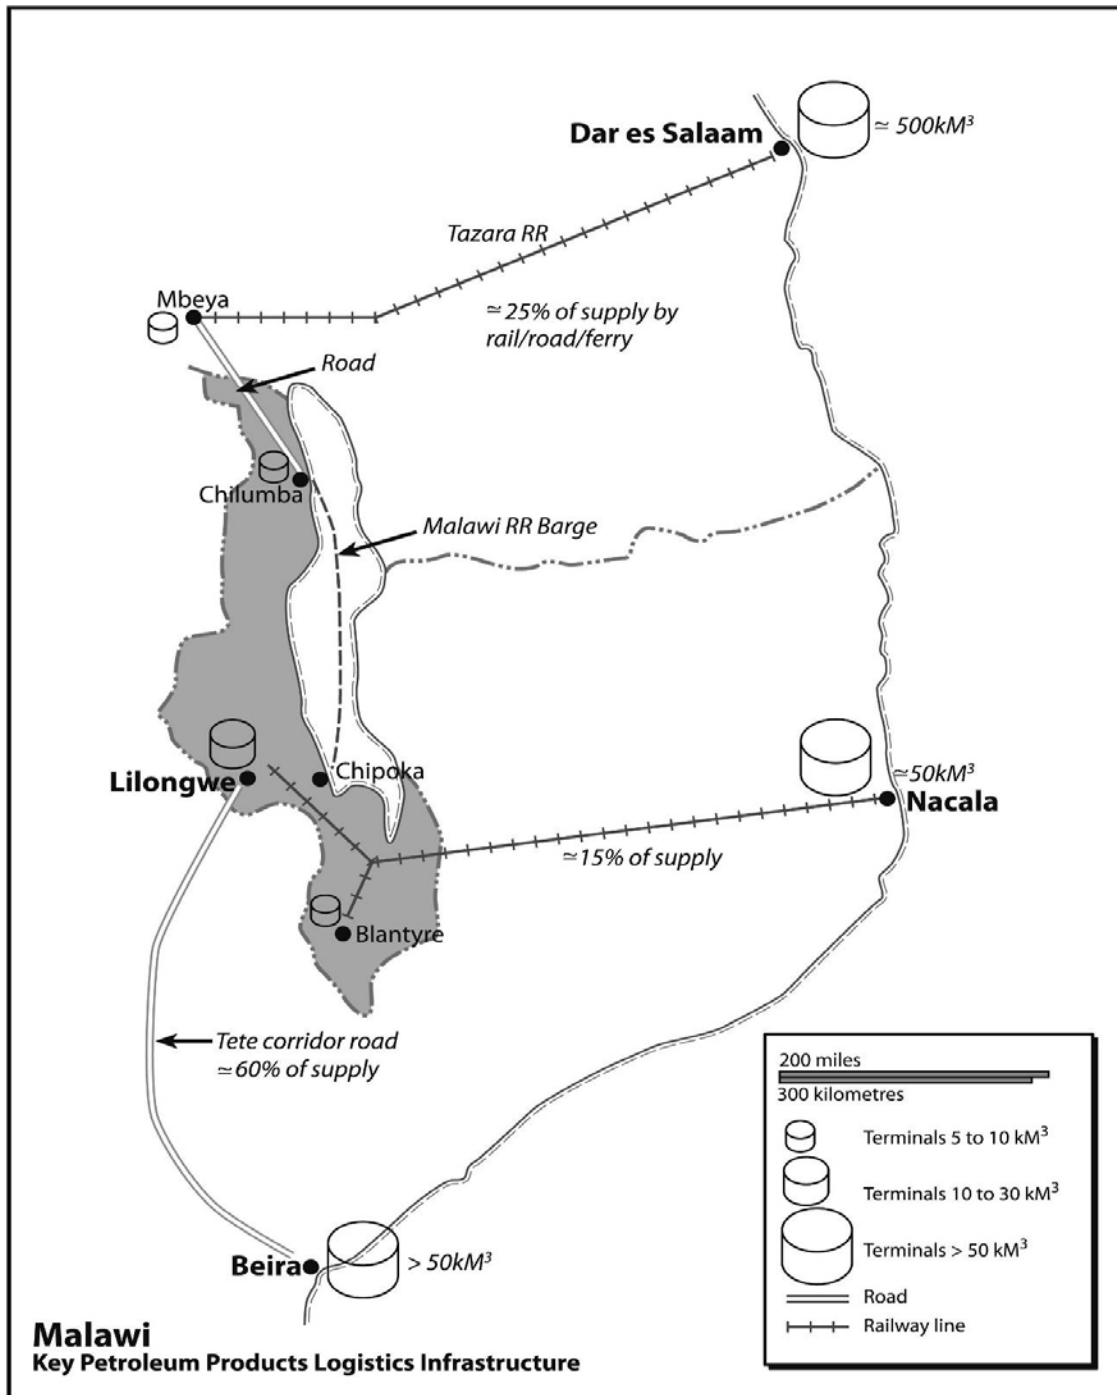 Dar es Salaam
≃ 500kM³
Tazara RR
Mbeya
≃25% of supply by
rail/road/ferry
Road
Chilumba
Malawi RR Barge
Lilongwe
Chipoka
≃50kM³
Nacala
≃15% of supply
Blantyre
Tete corridor road
≃60% of supply
Beira
> 50kM³
200 miles
300 kilometres
Terminals 5 to 10 kM³
Terminals 10 to 30 kM³
Terminals > 50 kM³
Road
Railway line
Malawi
Key Petroleum Products Logistics Infrastructure